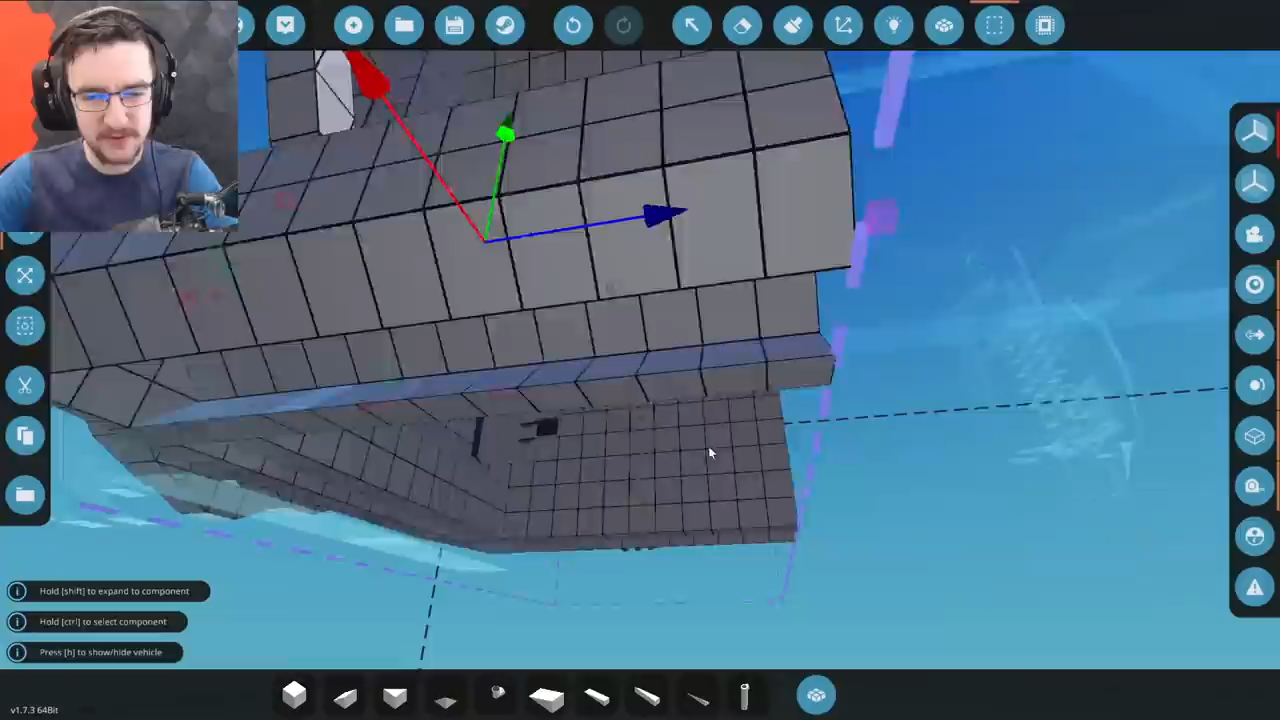 Hold [shift] to expand to component
Hold [ctrl] to select component
Press [h] to show/hide vehicle
v1.7.3 64Bit